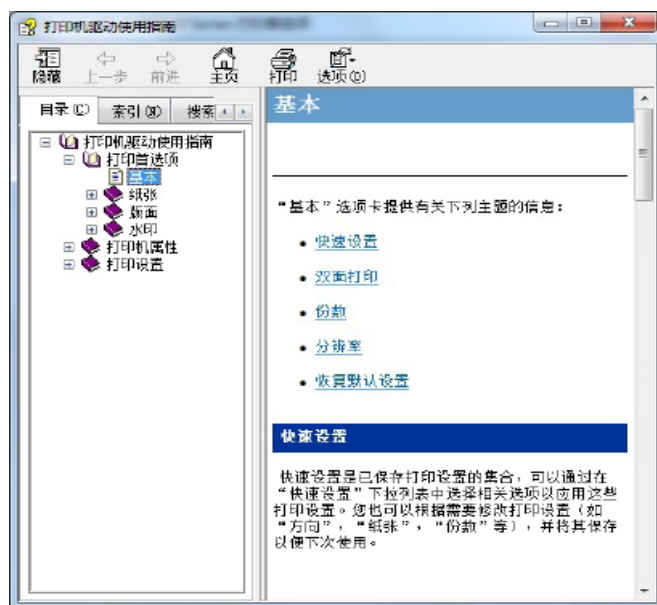 打印机驱动使用指南
隐藏 上一步 前进 主页 打印 选项(O)
目录(C) 索引(N) 搜索
打印机驱动使用指南
打印首选项
基本
纸张
版面
水印
打印机属性
打印设置
基本
“基本”选项卡提供有关下列主题的信息：
• 快速设置
• 双面打印
• 份数
• 分辨率
• 恢复默认设置
快速设置
快速设置是已保存打印设置的集合，可以通过在
“快速设置”下拉列表中选择相关选项以应用这些
打印设置。您也可以根据需要修改打印设置（如
“方向”，“纸张”，“份数”等），并将其保存
以便下次使用。